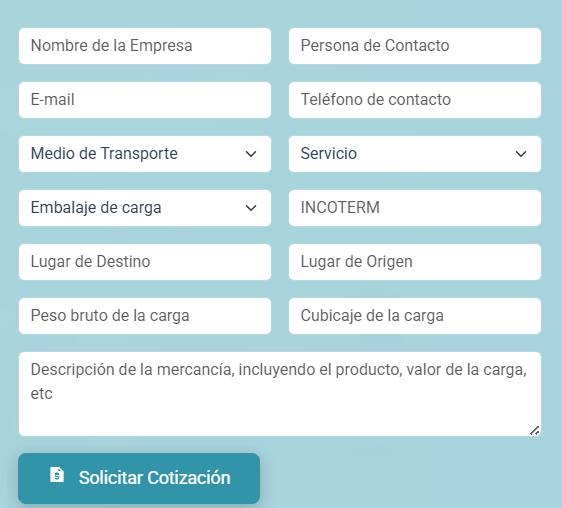 Nombre de la Empresa
Persona de Contacto
E-mail
Teléfono de contacto
Medio de Transporte
Servicio
Embalaje de carga
INCOTERM
Lugar de Destino
Lugar de Origen
Peso bruto de la carga
Cubicaje de la carga
Descripción de la mercancía, incluyendo el producto, valor de la carga,
etc
Solicitar Cotización